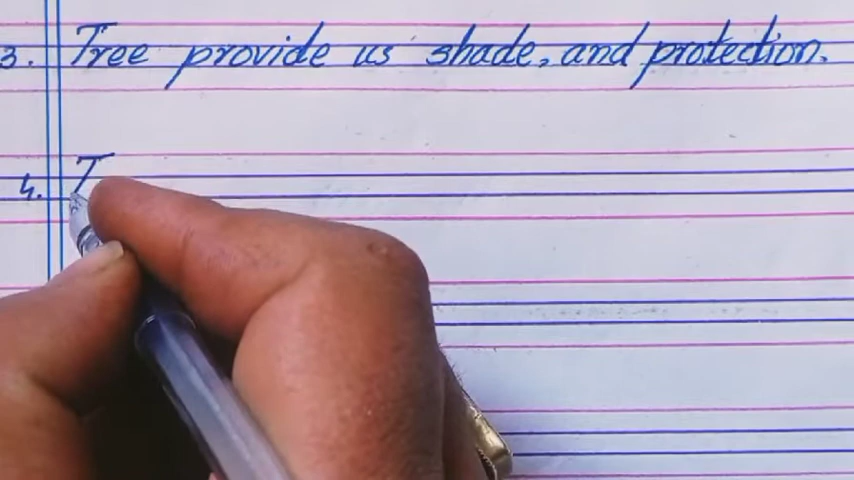 3. Tree provide us shade, and protection.
4. T